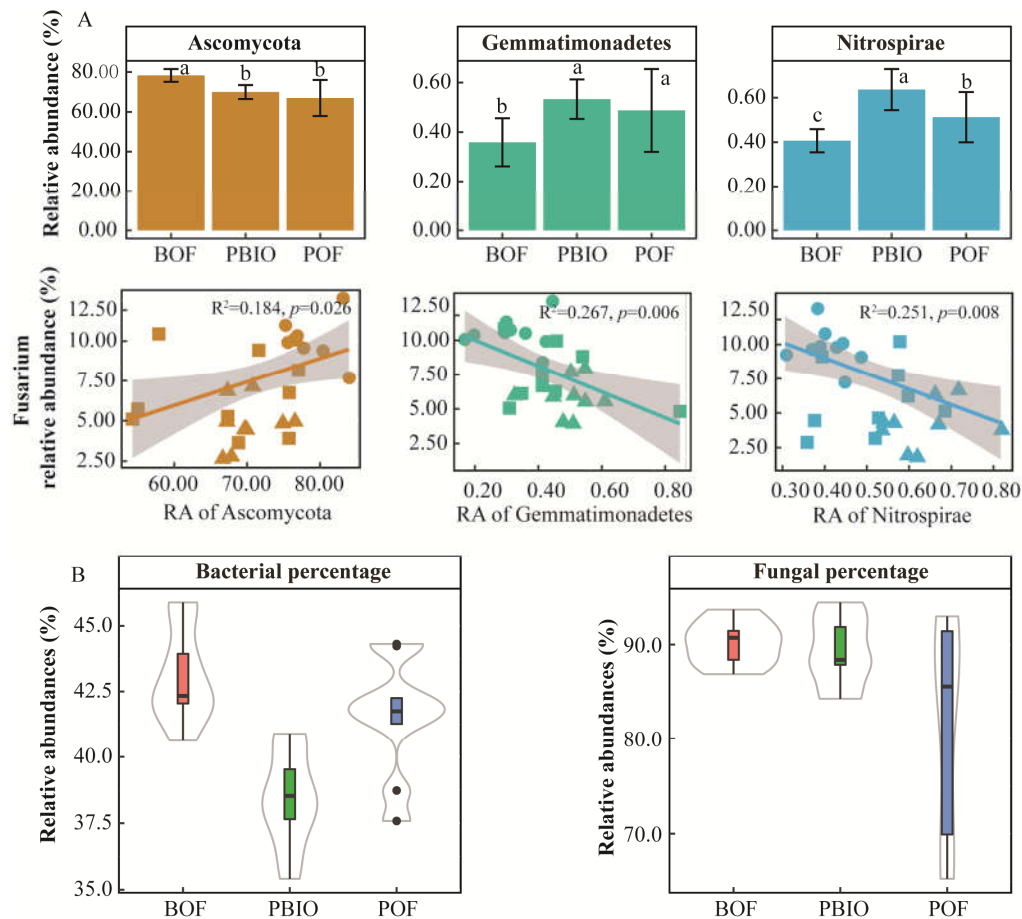 A
Ascomycota
Gemmatimonadetes
Nitrospirae
Relative abundance (%)
80.00
60.00
40.00
20.00
0.00
a
b
b
BOF
PBIO
POF
0.60
0.40
0.20
0.00
b
a
a
BOF
PBIO
POF
0.60
0.40
0.20
0.00
c
a
b
BOF
PBIO
POF
Fusarium
relative abundance (%)
12.50
10.00
7.50
5.00
2.50
R²=0.184, p=0.026
60.00
70.00
80.00
RA of Ascomycota
12.50
10.00
7.50
5.00
2.50
R²=0.267, p=0.006
0.20
0.40
0.60
0.80
RA of Gemmatimonadetes
12.50
10.00
7.50
5.00
2.50
R²=0.251, p=0.008
0.30
0.40
0.50
0.60
0.70
0.80
RA of Nitrospirae
B
Bacterial percentage
Relative abundances (%)
45.0
42.5
40.0
37.5
35.0
BOF
PBIO
POF
Fungal percentage
Relative abundances (%)
90.0
80.0
70.0
BOF
PBIO
POF